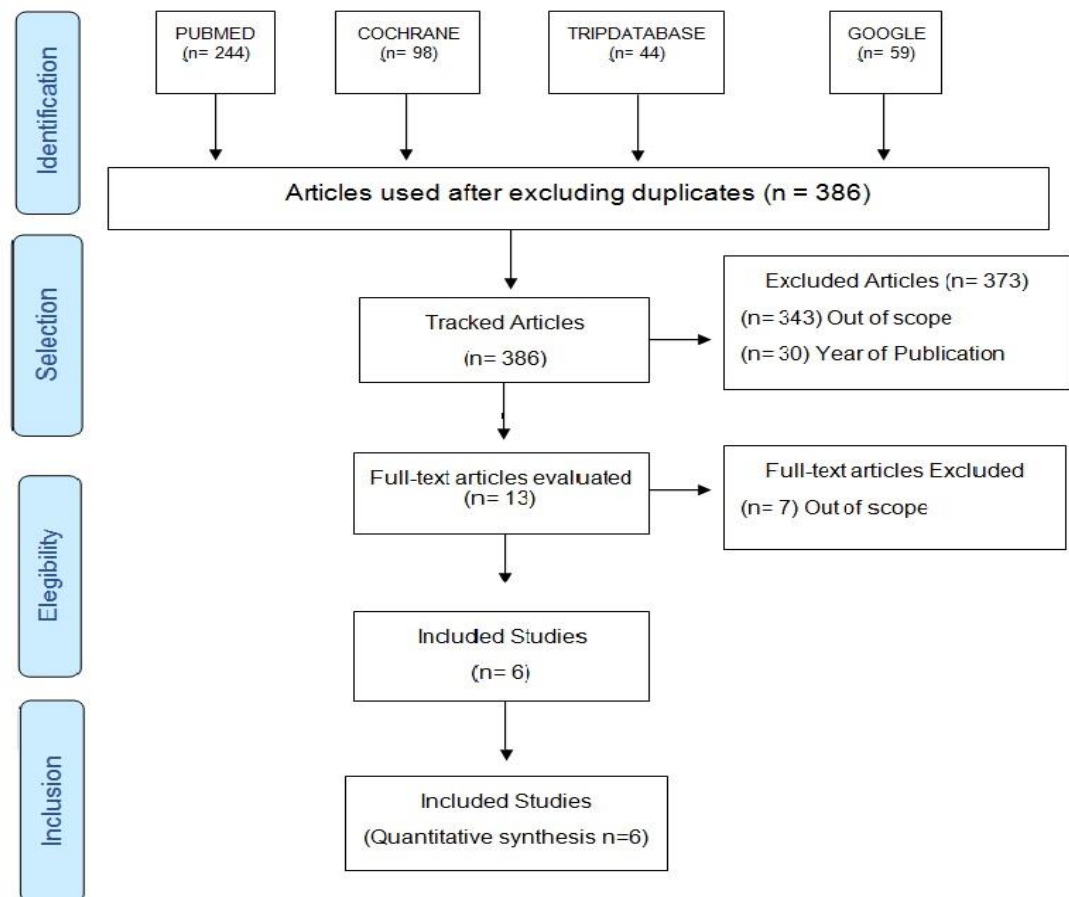 Identification
PUBMED
(n= 244)
COCHRANE
(n= 98)
TRIPDATABASE
(n= 44)
GOOGLE
(n= 59)
Articles used after excluding duplicates (n = 386)
Selection
Tracked Articles
(n= 386)
Excluded Articles (n= 373)
(n= 343) Out of scope
(n= 30) Year of Publication
Elegibility
Full-text articles evaluated
(n= 13)
Full-text articles Excluded
(n= 7) Out of scope
Included Studies
(n= 6)
Inclusion
Included Studies
(Quantitative synthesis n=6)